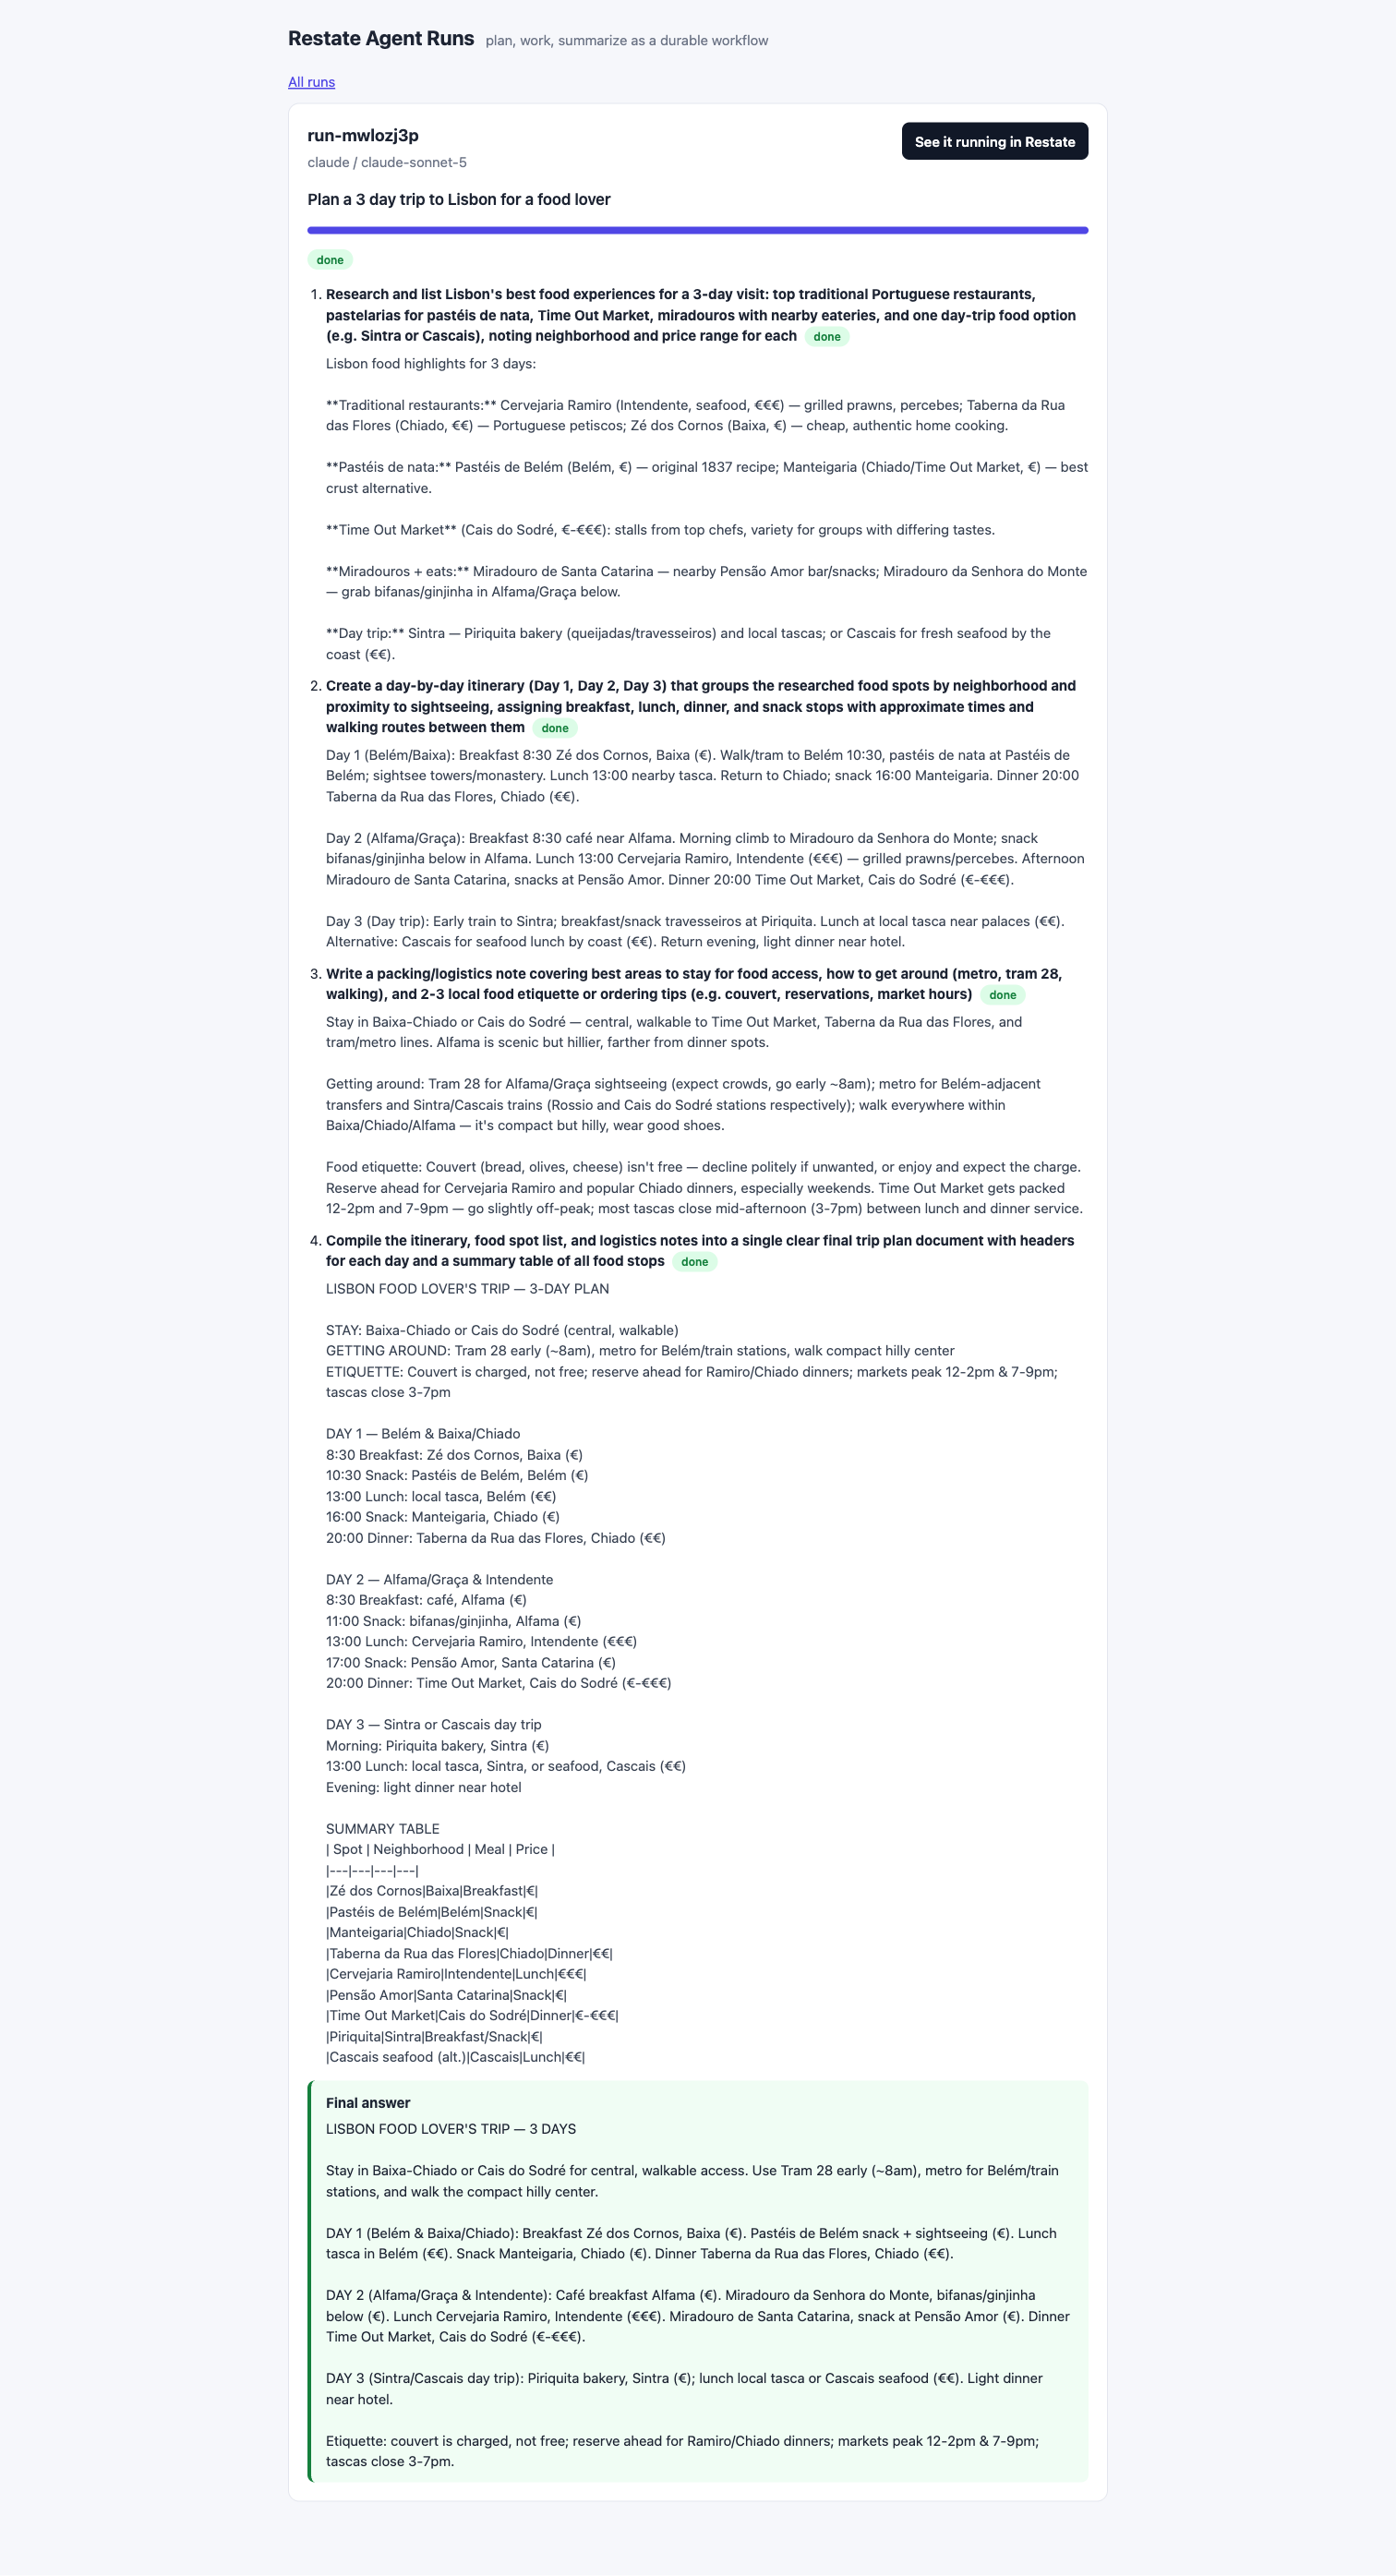 Restate Agent Runs plan, work, summarize as a durable workflow
All runs
run-mwlozj3p
See it running in Restate
claude / claude-sonnet-5
Plan a 3 day trip to Lisbon for a food lover
done
1. Research and list Lisbon's best food experiences for a 3-day visit: top traditional Portuguese restaurants,
pastelarias for pastéis de nata, Time Out Market, miradouros with nearby eateries, and one day-trip food option
(e.g. Sintra or Cascais), noting neighborhood and price range for each done
Lisbon food highlights for 3 days:
**Traditional restaurants:** Cervejaria Ramiro (Intendente, seafood, €€€) — grilled prawns, percebes; Taberna da Rua
das Flores (Chiado, €€) — Portuguese petiscos; Zé dos Cornos (Baixa, €) — cheap, authentic home cooking.
**Pastéis de nata:** Pastéis de Belém (Belém, €) — original 1837 recipe; Manteigaria (Chiado/Time Out Market, €) — best
crust alternative.
**Time Out Market** (Cais do Sodré, €-€€€): stalls from top chefs, variety for groups with differing tastes.
**Miradouros + eats:** Miradouro de Santa Catarina — nearby Pensão Amor bar/snacks; Miradouro da Senhora do Monte
— grab bifanas/ginjinha in Alfama/Graça below.
**Day trip:** Sintra — Piriquita bakery (queijadas/travesseiros) and local tascas; or Cascais for fresh seafood by the
coast (€€).
2. Create a day-by-day itinerary (Day 1, Day 2, Day 3) that groups the researched food spots by neighborhood and
proximity to sightseeing, assigning breakfast, lunch, dinner, and snack stops with approximate times and
walking routes between them done
Day 1 (Belém/Baixa): Breakfast 8:30 Zé dos Cornos, Baixa (€). Walk/tram to Belém 10:30, pastéis de nata at Pastéis de
Belém; sightsee towers/monastery. Lunch 13:00 nearby tasca. Return to Chiado; snack 16:00 Manteigaria. Dinner 20:00
Taberna da Rua das Flores, Chiado (€€).
Day 2 (Alfama/Graça): Breakfast 8:30 café near Alfama. Morning climb to Miradouro da Senhora do Monte; snack
bifanas/ginjinha below in Alfama. Lunch 13:00 Cervejaria Ramiro, Intendente (€€€) — grilled prawns/percebes. Afternoon
Miradouro de Santa Catarina, snacks at Pensão Amor. Dinner 20:00 Time Out Market, Cais do Sodré (€-€€€).
Day 3 (Day trip): Early train to Sintra; breakfast/snack travesseiros at Piriquita. Lunch at local tasca near palaces (€€).
Alternative: Cascais for seafood lunch by coast (€€). Return evening, light dinner near hotel.
3. Write a packing/logistics note covering best areas to stay for food access, how to get around (metro, tram 28,
walking), and 2-3 local food etiquette or ordering tips (e.g. couvert, reservations, market hours) done
Stay in Baixa-Chiado or Cais do Sodré — central, walkable to Time Out Market, Taberna da Rua das Flores, and
tram/metro lines. Alfama is scenic but hillier, farther from dinner spots.
Getting around: Tram 28 for Alfama/Graça sightseeing (expect crowds, go early ~8am); metro for Belém-adjacent
transfers and Sintra/Cascais trains (Rossio and Cais do Sodré stations respectively); walk everywhere within
Baixa/Chiado/Alfama — it's compact but hilly, wear good shoes.
Food etiquette: Couvert (bread, olives, cheese) isn't free — decline politely if unwanted, or enjoy and expect the charge.
Reserve ahead for Cervejaria Ramiro and popular Chiado dinners, especially weekends. Time Out Market gets packed
12-2pm and 7-9pm — go slightly off-peak; most tascas close mid-afternoon (3-7pm) between lunch and dinner service.
4. Compile the itinerary, food spot list, and logistics notes into a single clear final trip plan document with headers
for each day and a summary table of all food stops done
LISBON FOOD LOVER'S TRIP — 3-DAY PLAN
STAY: Baixa-Chiado or Cais do Sodré (central, walkable)
GETTING AROUND: Tram 28 early (~8am), metro for Belém/train stations, walk compact hilly center
ETIQUETTE: Couvert is charged, not free; reserve ahead for Ramiro/Chiado dinners; markets peak 12-2pm & 7-9pm;
tascas close 3-7pm
DAY 1 — Belém & Baixa/Chiado
8:30 Breakfast: Zé dos Cornos, Baixa (€)
10:30 Snack: Pastéis de Belém, Belém (€)
13:00 Lunch: local tasca, Belém (€€)
16:00 Snack: Manteigaria, Chiado (€)
20:00 Dinner: Taberna da Rua das Flores, Chiado (€€)
DAY 2 — Alfama/Graça & Intendente
8:30 Breakfast: café, Alfama (€)
11:00 Snack: bifanas/ginjinha, Alfama (€)
13:00 Lunch: Cervejaria Ramiro, Intendente (€€€)
17:00 Snack: Pensão Amor, Santa Catarina (€)
20:00 Dinner: Time Out Market, Cais do Sodré (€-€€€)
DAY 3 — Sintra or Cascais day trip
Morning: Piriquita bakery, Sintra (€)
13:00 Lunch: local tasca, Sintra, or seafood, Cascais (€€)
Evening: light dinner near hotel
SUMMARY TABLE
| Spot | Neighborhood | Meal | Price |
|---|---|---|---|
|Zé dos Cornos|Baixa|Breakfast|€|
|Pastéis de Belém|Belém|Snack|€|
|Manteigaria|Chiado|Snack|€|
|Taberna da Rua das Flores|Chiado|Dinner|€€|
|Cervejaria Ramiro|Intendente|Lunch|€€€|
|Pensão Amor|Santa Catarina|Snack|€|
|Time Out Market|Cais do Sodré|Dinner|€-€€€|
|Piriquita|Sintra|Breakfast/Snack|€|
|Cascais seafood (alt.)|Cascais|Lunch|€€|
Final answer
LISBON FOOD LOVER'S TRIP — 3 DAYS
Stay in Baixa-Chiado or Cais do Sodré for central, walkable access. Use Tram 28 early (~8am), metro for Belém/train
stations, and walk the compact hilly center.
DAY 1 (Belém & Baixa/Chiado): Breakfast Zé dos Cornos, Baixa (€). Pastéis de Belém snack + sightseeing (€). Lunch
tasca in Belém (€€). Snack Manteigaria, Chiado (€). Dinner Taberna da Rua das Flores, Chiado (€€).
DAY 2 (Alfama/Graça & Intendente): Café breakfast Alfama (€). Miradouro da Senhora do Monte, bifanas/ginjinha
below (€). Lunch Cervejaria Ramiro, Intendente (€€€). Miradouro de Santa Catarina, snack at Pensão Amor (€). Dinner
Time Out Market, Cais do Sodré (€-€€€).
DAY 3 (Sintra/Cascais day trip): Piriquita bakery, Sintra (€); lunch local tasca or Cascais seafood (€€). Light dinner
near hotel.
Etiquette: couvert is charged, not free; reserve ahead for Ramiro/Chiado dinners; markets peak 12-2pm & 7-9pm;
tascas close 3-7pm.